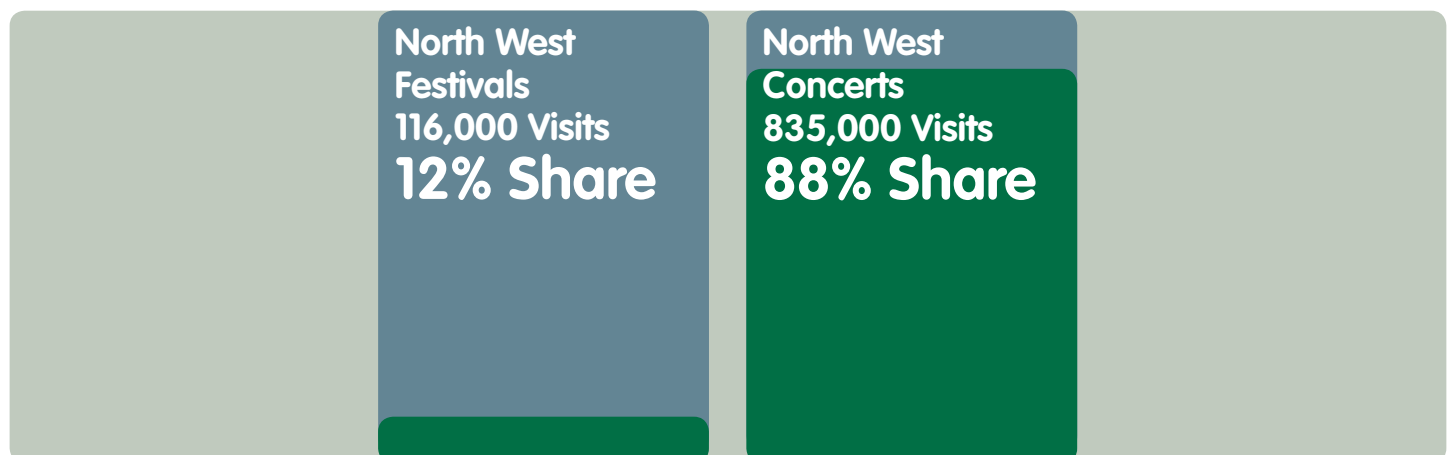 North West
Festivals
116,000 Visits
12% Share
North West
Concerts
835,000 Visits
88% Share